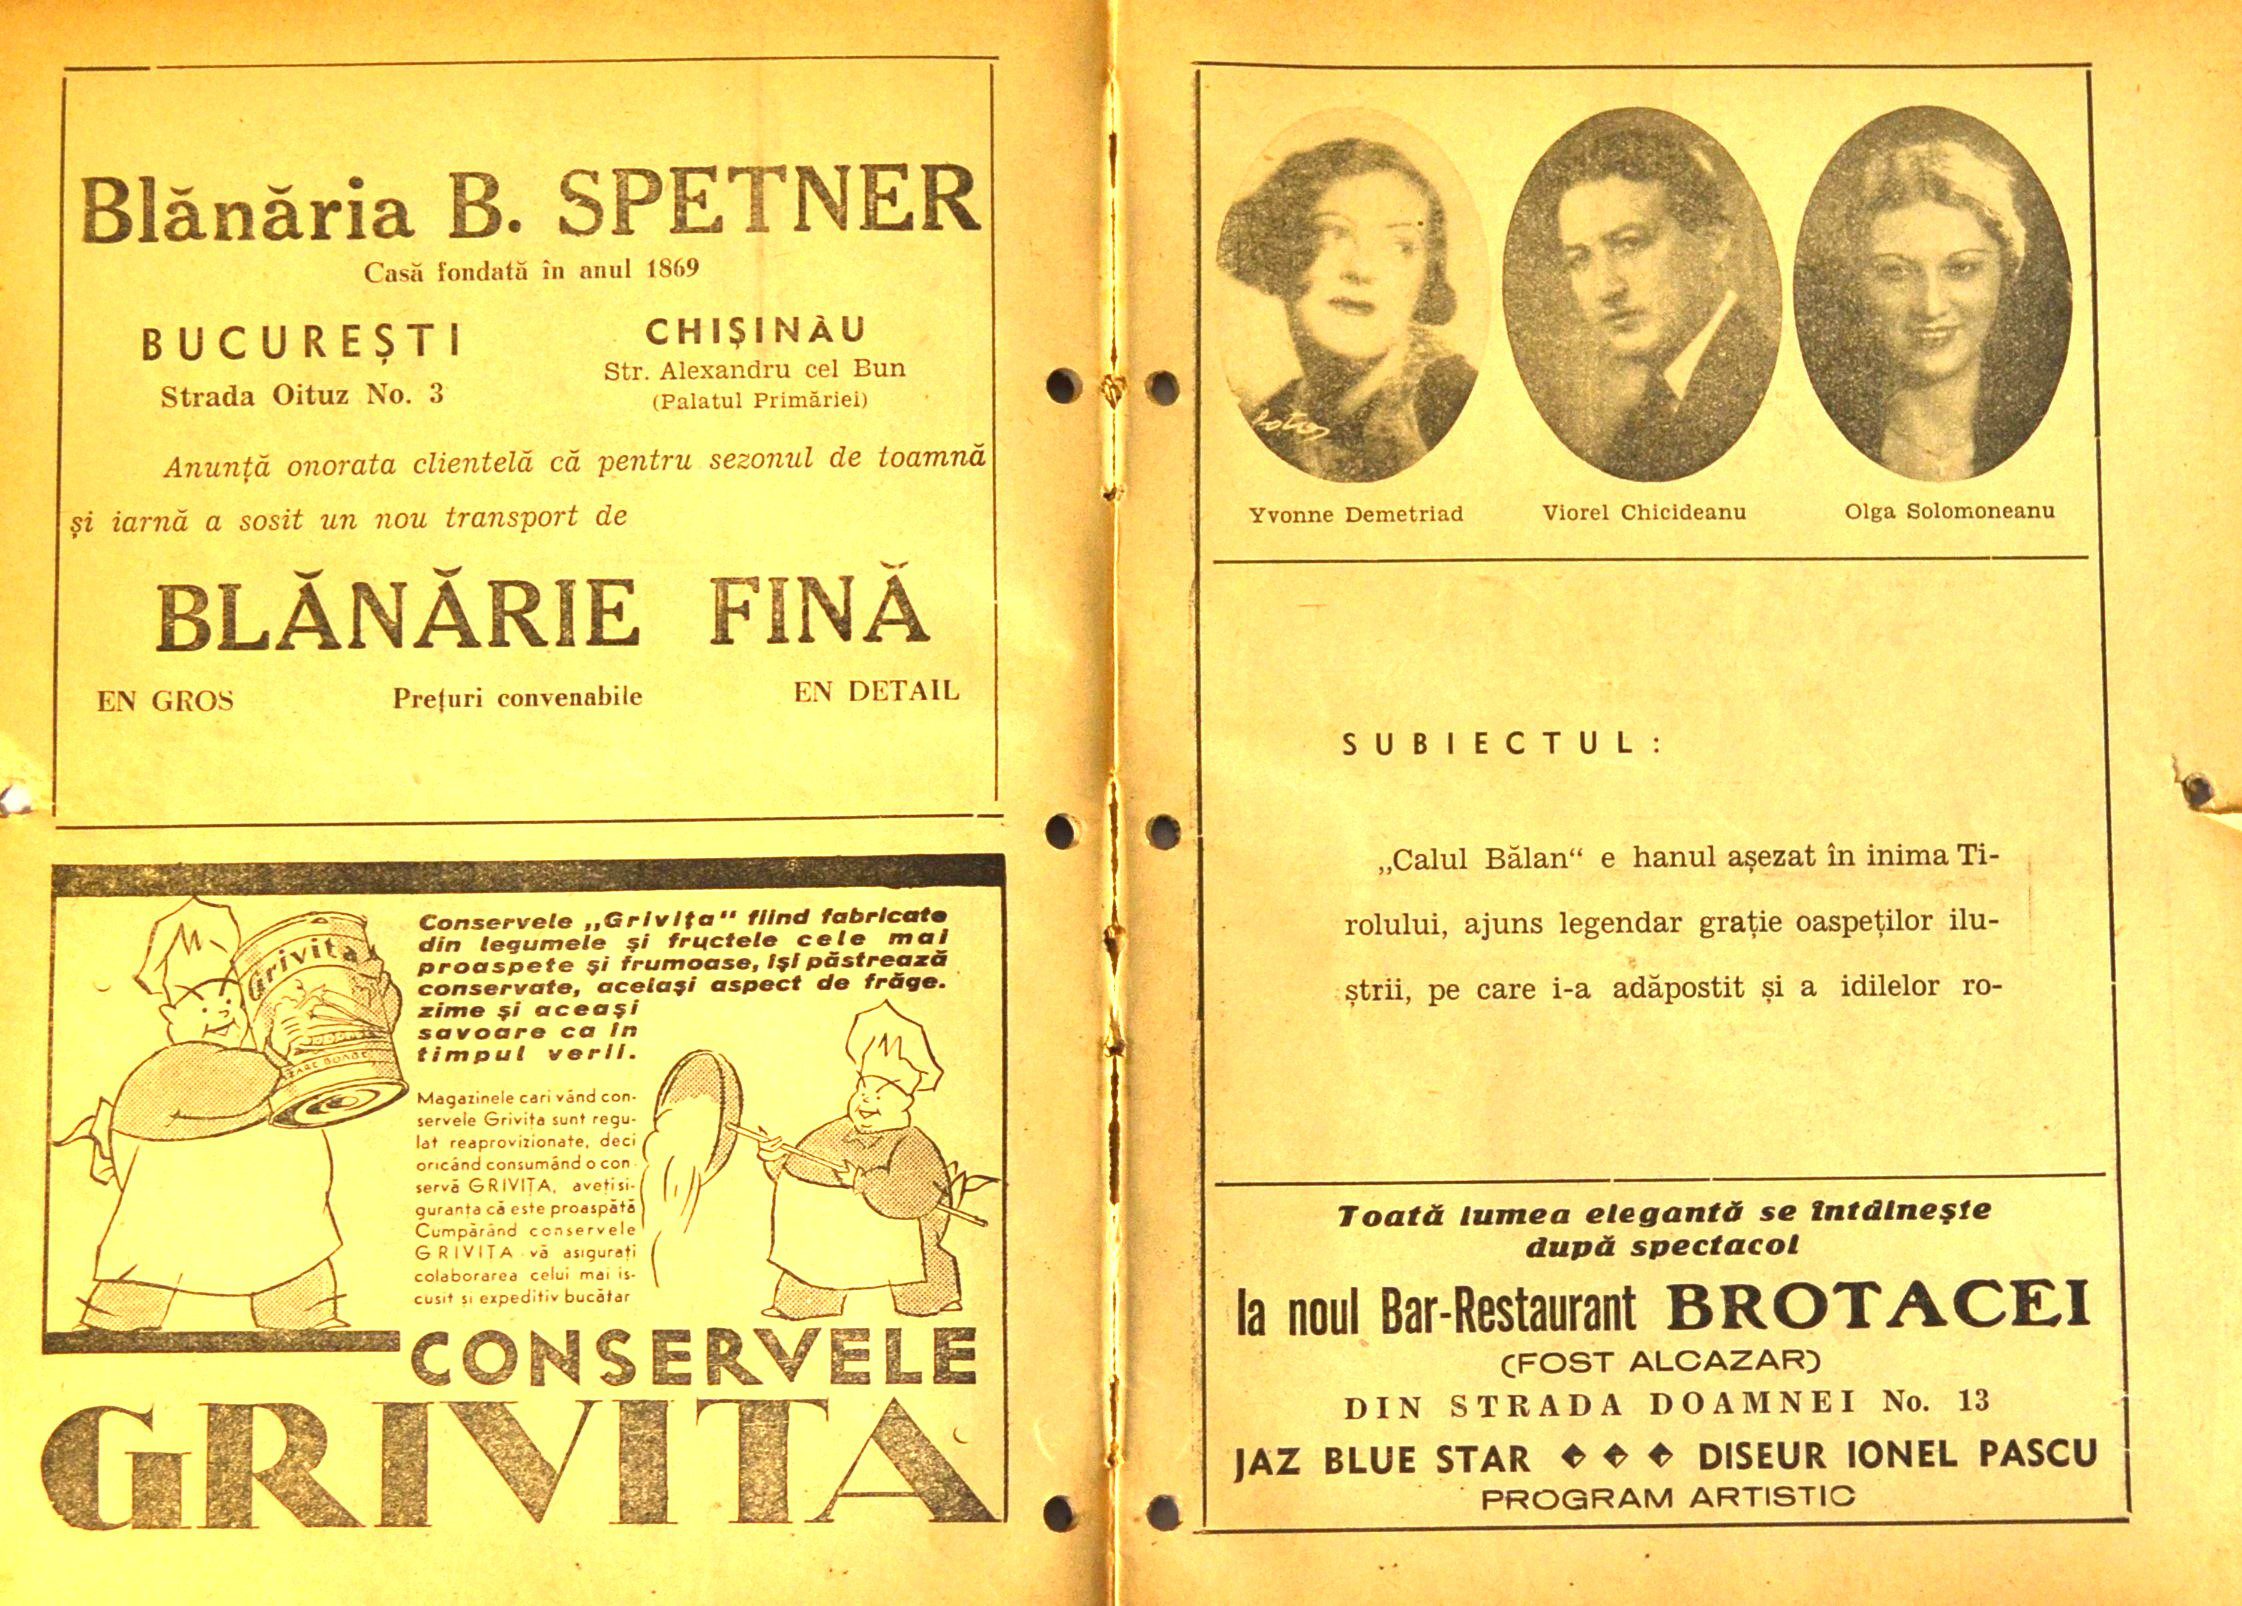 Blănăria B. SPETNER
Casă fondată în anul 1869
BUCUREȘTI
Strada Oituz No. 3
CHIȘINÀU
Str. Alexandru cel Bun
(Palatul Primăriei)
Anunță onorata clientelă că pentru sezonul de toamnă
și iarnă a sosit un nou transport de
BLĂNĂRIE FINĂ
EN GROS Prețuri convenabile EN DETAIL
Grivița
Conservele „Grivița“ fiind fabricate
din legumele și fructele cele mai
proaspete și frumoase, își păstrează
conservate, același aspect de frăge.
zime și aceași
savoare ca în
timpul verii.
Magazinele cari vând con-
servele Grivița sunt regu-
lat reaprovizionate, deci
oricând consumând o con-
servă GRIVIȚA, aveți si-
guranța că este proaspătă
Cumpărând conservele
GRIVIȚA vă asigurați
colaborarea celui mai is-
cusit și expeditiv bucătar
CONSERVELE
GRIVITA
Yvonne Demetriad
Viorel Chicideanu
Olga Solomoneanu
SUBIECTUL:
„Calul Bălan“ e hanul așezat în inima Ti-
rolului, ajuns legendar grație oaspeților ilu-
ștrii, pe care i-a adăpostit și a idilelor ro-
Toată lumea elegantă se întâlnește
după spectacol
la noul Bar-Restaurant BROTACEI
(FOST ALCAZAR)
DIN STRADA DOAMNEI No. 13
JAZ BLUE STAR ◆ ◆ ◆ DISEUR IONEL PASCU
PROGRAM ARTISTIC